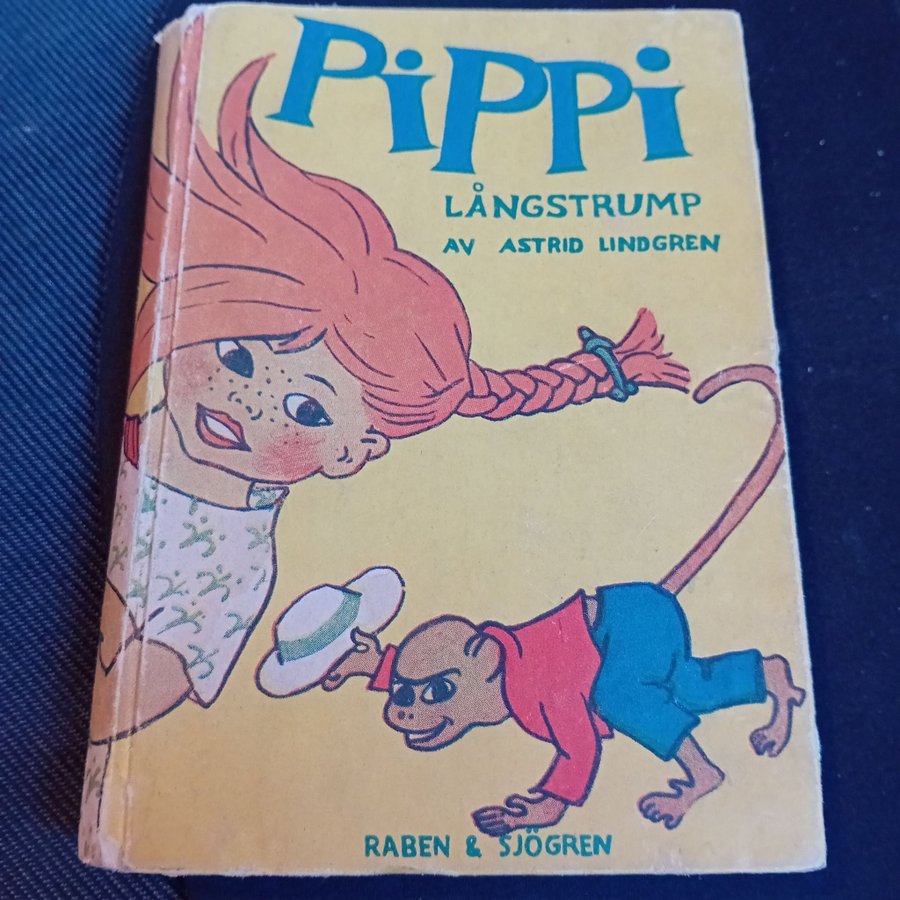 PiPPi
LÅNGSTRUMP
AV ASTRID LINDGREN
RABEN & SJÖGREN